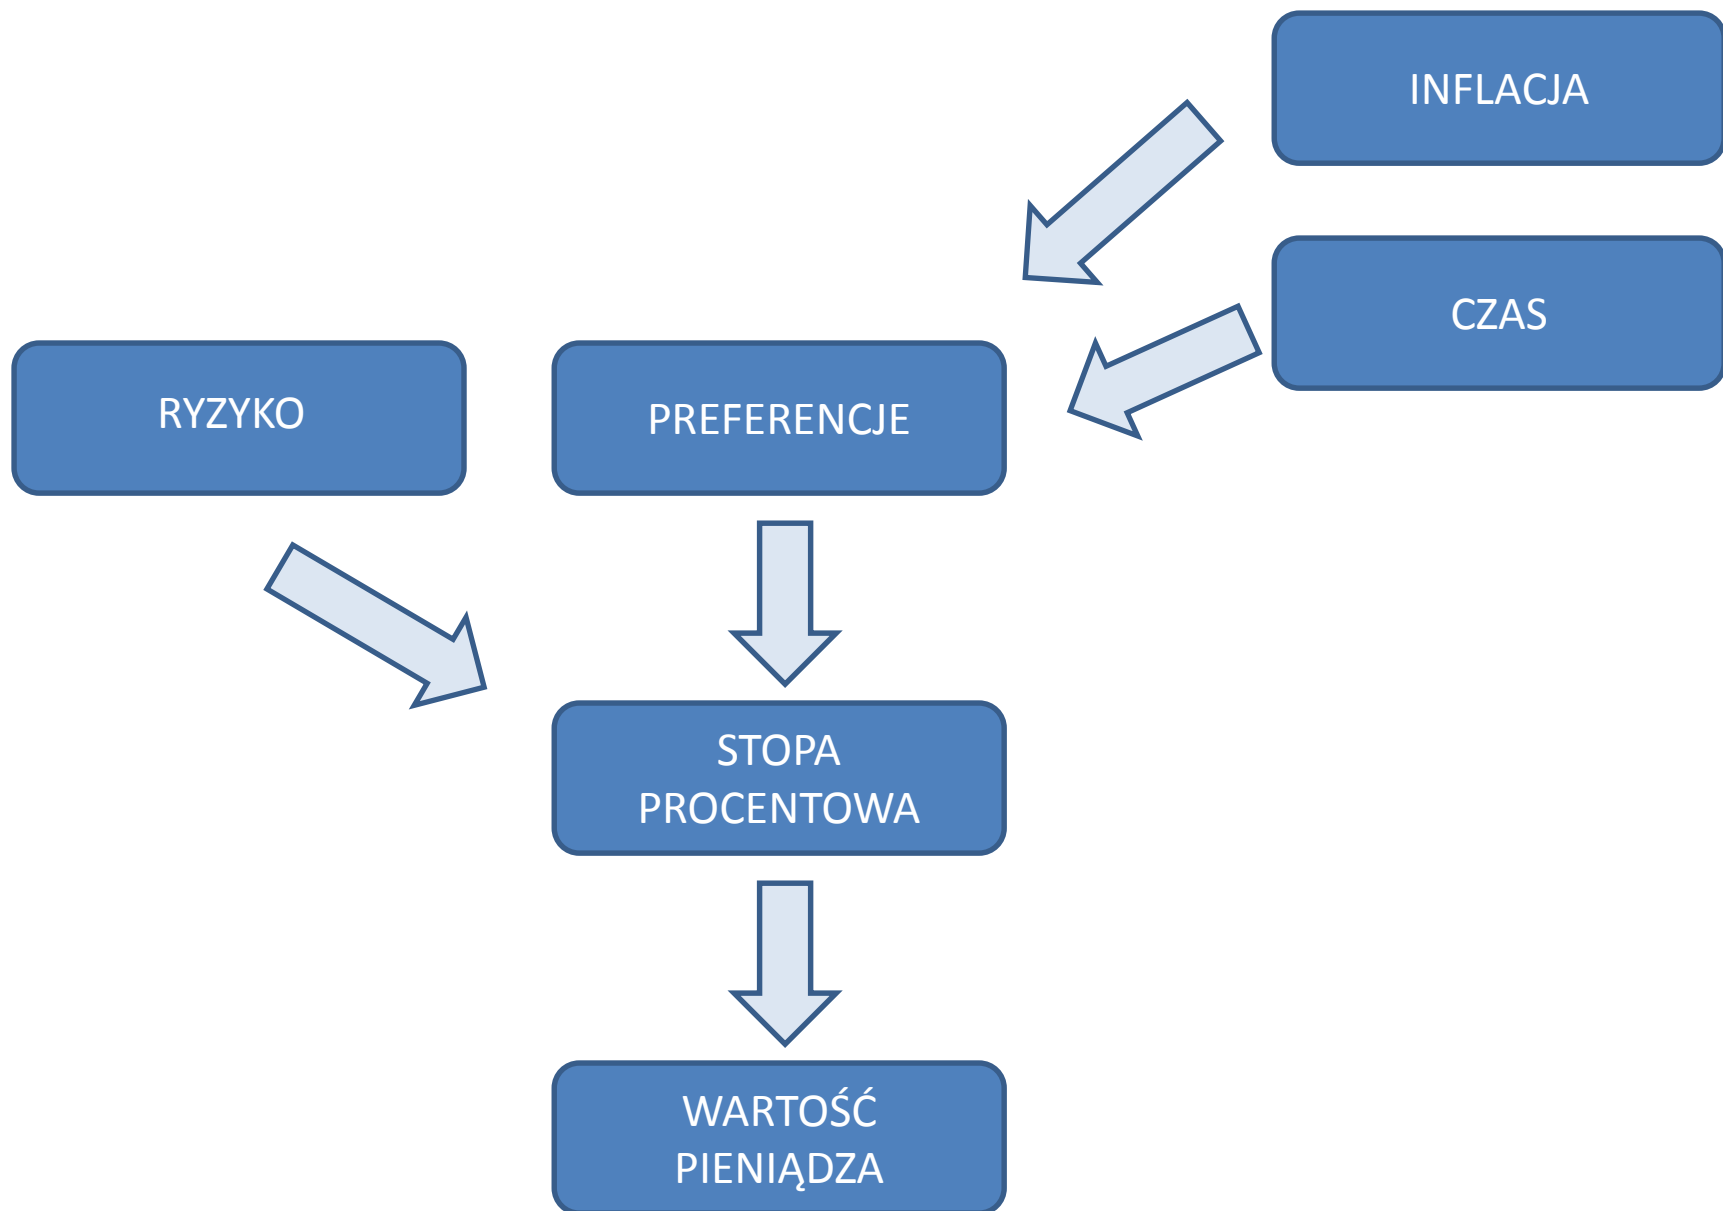 INFLACJA
CZAS
RYZYKO
PREFERENCJE
STOPA
PROCENTOWA
WARTOŚĆ
PIENIĄDZA